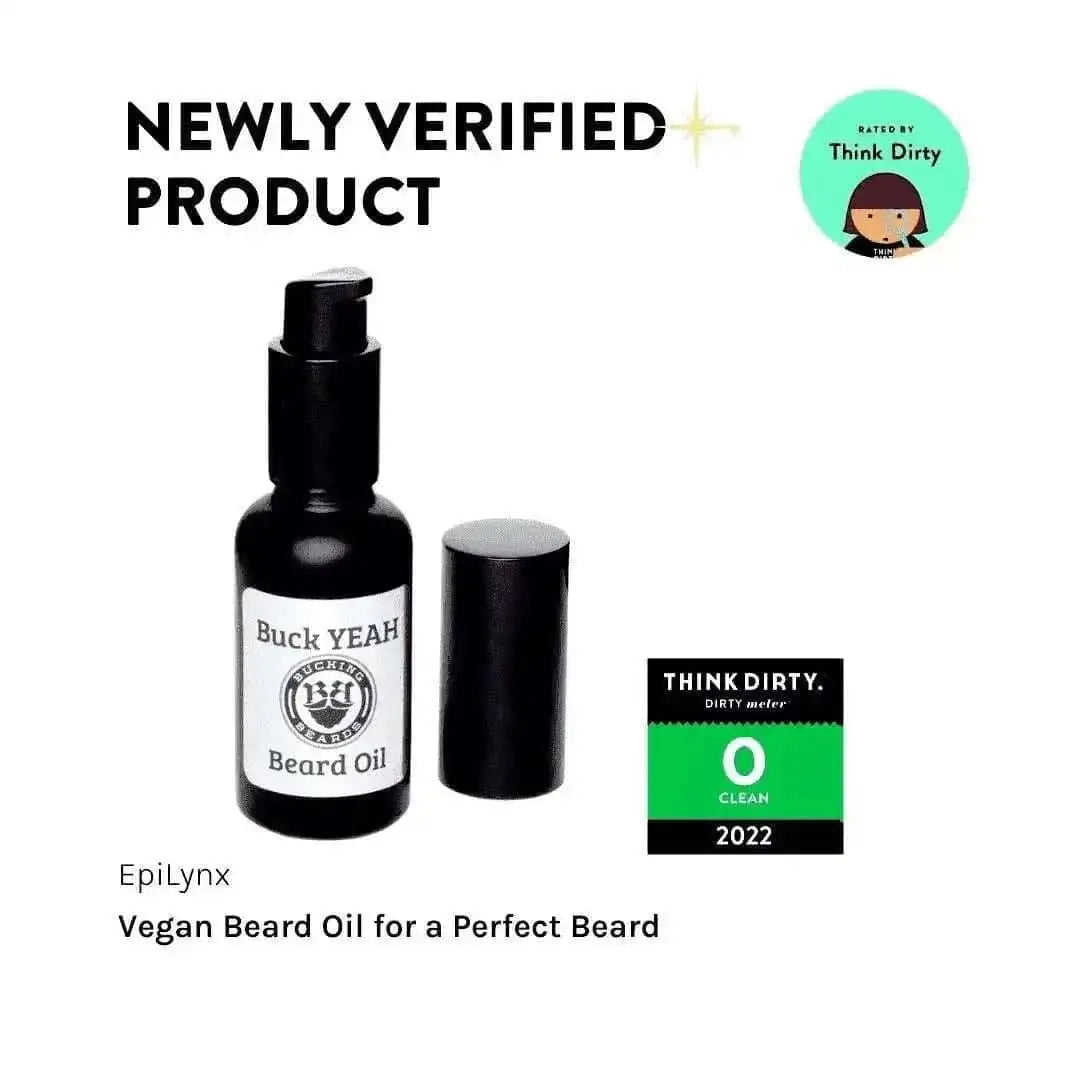 NEWLY VERIFIED
PRODUCT
RATED BY
Think Dirty
Buck YEAH
BUCKING
BB
BEARDS
Beard Oil
THINK DIRTY.
DIRTY meter
0
CLEAN
2022
EpiLynx
Vegan Beard Oil for a Perfect Beard